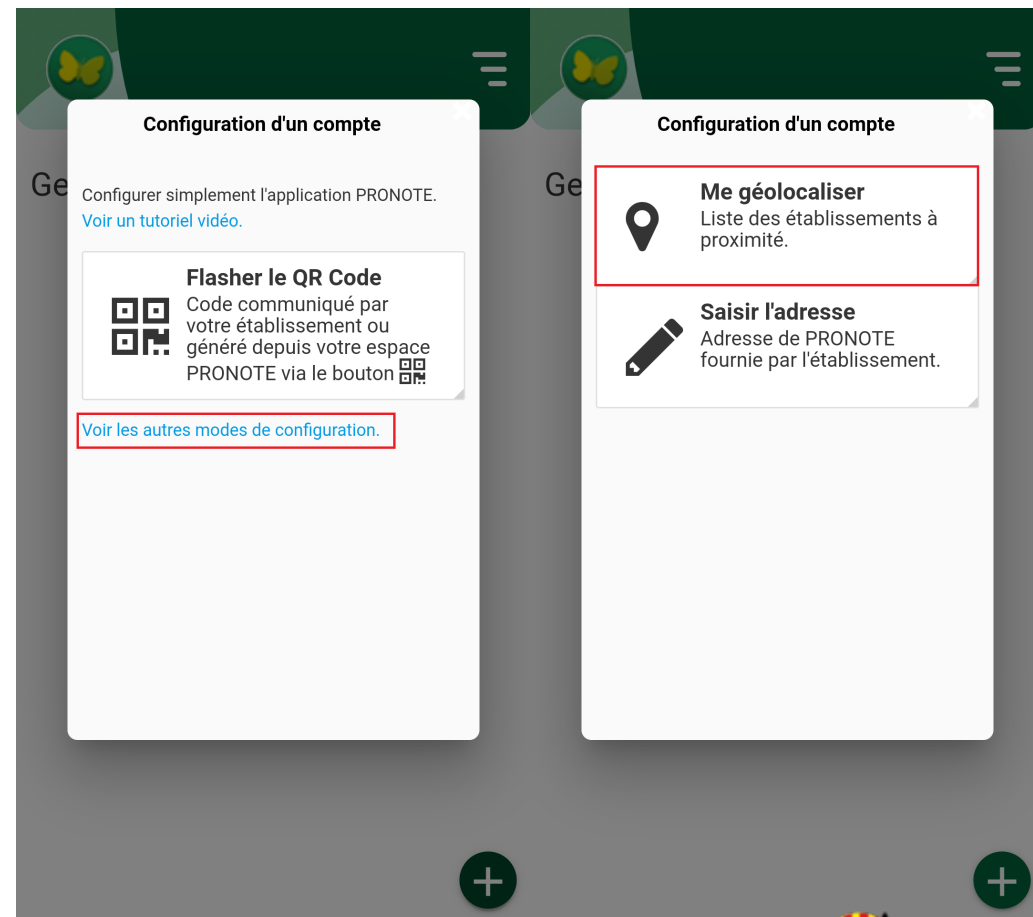 Configuration d'un compte
Ge
Configurer simplement l'application PRONOTE.
Voir un tutoriel vidéo.
Flasher le QR Code
Code communiqué par
votre établissement ou
généré depuis votre espace
PRONOTE via le bouton
Voir les autres modes de configuration.
Configuration d'un compte
Ge
Me géolocaliser
Liste des établissements à
proximité.
Saisir l'adresse
Adresse de PRONOTE
fournie par l'établissement.